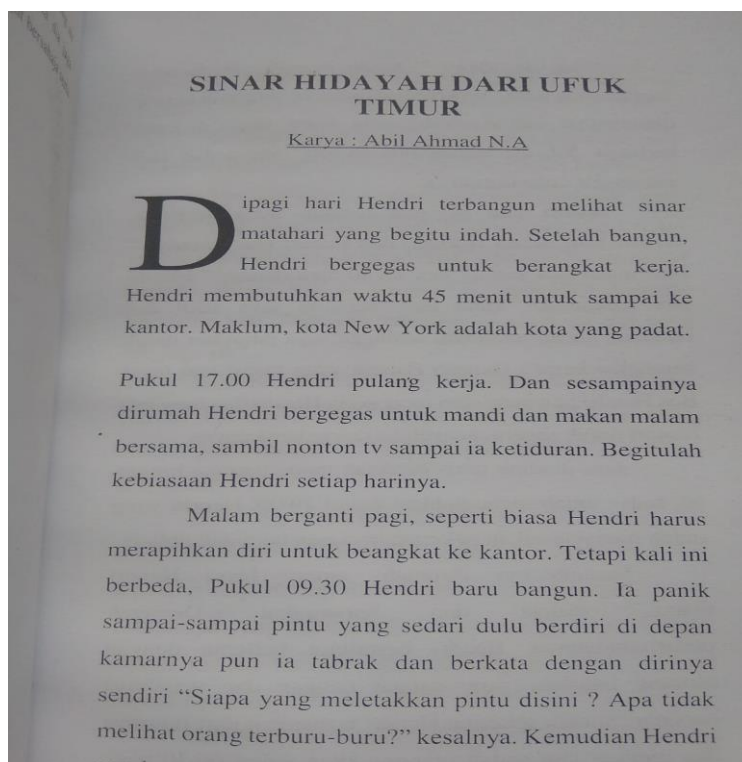 SINAR HIDAYAH DARI UFUK
TIMUR
Karya : Abil Ahmad N.A
Dipagi hari Hendri terbangun melihat sinar
matahari yang begitu indah. Setelah bangun,
Hendri bergegas untuk berangkat kerja.
Hendri membutuhkan waktu 45 menit untuk sampai ke
kantor. Maklum, kota New York adalah kota yang padat.
Pukul 17.00 Hendri pulang kerja. Dan sesampainya
dirumah Hendri bergegas untuk mandi dan makan malam
bersama, sambil nonton tv sampai ia ketiduran. Begitulah
kebiasaan Hendri setiap harinya.
Malam berganti pagi, seperti biasa Hendri harus
merapihkan diri untuk beangkat ke kantor. Tetapi kali ini
berbeda, Pukul 09.30 Hendri baru bangun. Ia panik
sampai-sampai pintu yang sedari dulu berdiri di depan
kamarnya pun ia tabrak dan berkata dengan dirinya
sendiri “Siapa yang meletakkan pintu disini ? Apa tidak
melihat orang terburu-buru?” kesalnya. Kemudian Hendri